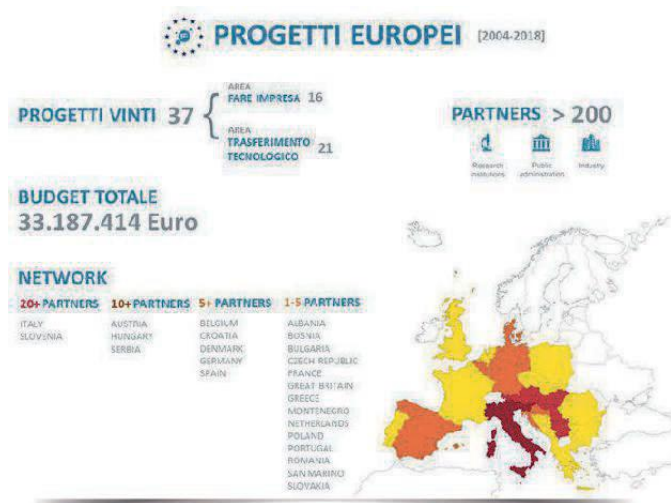 PROGETTI EUROPEI [2004-2018]
PROGETTI VINTI 37
AREA
FARE IMPRESA 16
AREA
TRASFERIMENTO
TECNOLOGICO 21
PARTNERS > 200
Research
institutions
Public
administration
Industry
BUDGET TOTALE
33.187.414 Euro
NETWORK
20+ PARTNERS
ITALY
SLOVENIA
10+ PARTNERS
AUSTRIA
HUNGARY
SERBIA
5+ PARTNERS
BELGIUM
CROATIA
DENMARK
GERMANY
SPAIN
1-5 PARTNERS
ALBANIA
BOSNIA
BULGARIA
CZECH REPUBLIC
FRANCE
GREAT BRITAIN
GREECE
MONTENEGRO
NETHERLANDS
POLAND
PORTUGAL
ROMANIA
SAN MARINO
SLOVAKIA